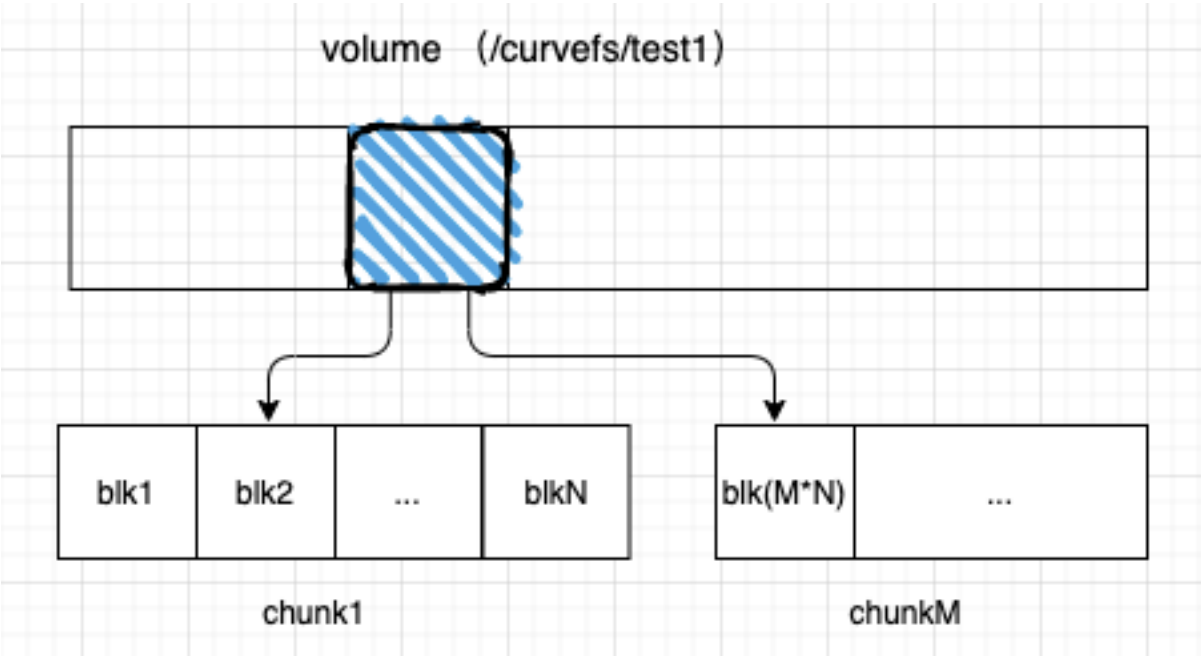 volume （/curvefs/test1）
blk1 blk2 ... blkN blk(M*N) ...
chunk1 chunkM